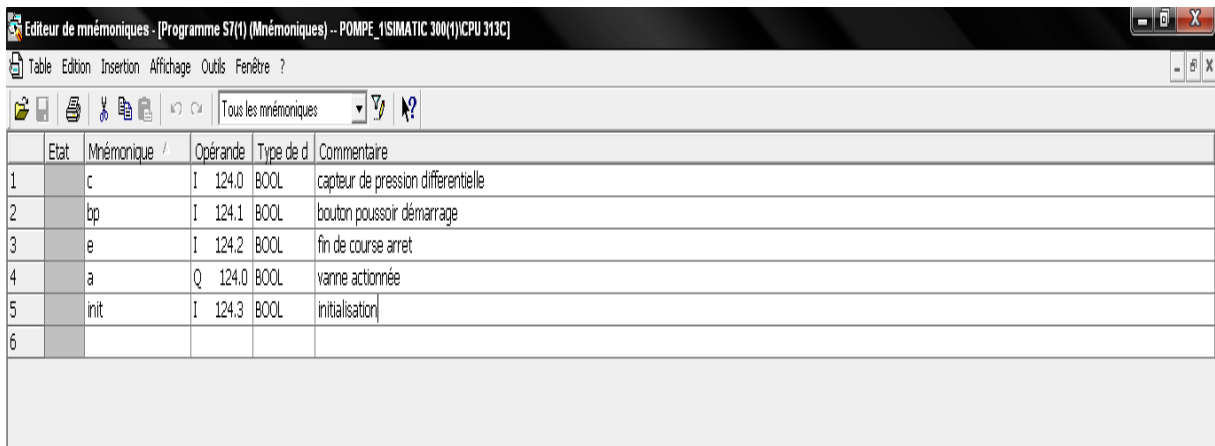 Editeur de mnémoniques - [Programme S7(1) (Mnémoniques) -- POMPE_1\SIMATIC 300(1)\CPU 313C]
Table Edition Insertion Affichage Outils Fenêtre ?
Tous les mnémoniques
Etat Mnémonique Opérande Type de d Commentaire
1 c I 124.0 BOOL capteur de pression differentielle
2 bp I 124.1 BOOL bouton poussoir démarrage
3 e I 124.2 BOOL fin de course arret
4 a Q 124.0 BOOL vanne actionnée
5 init I 124.3 BOOL initialisation
6